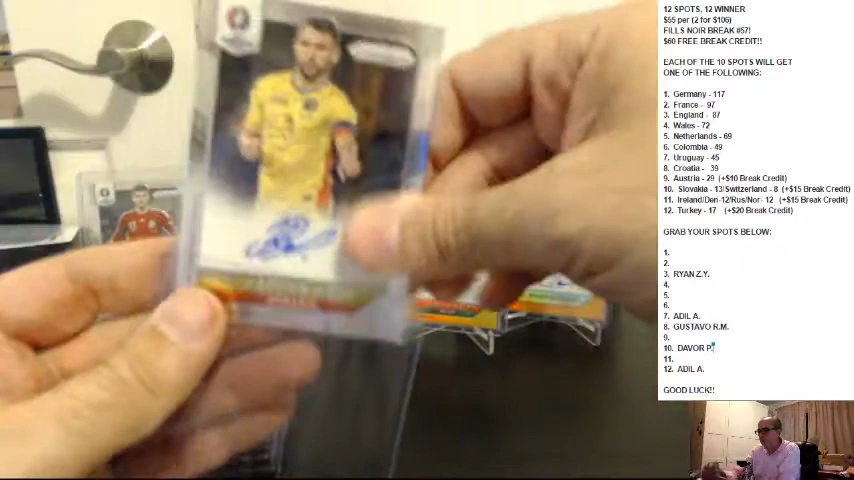 12 SPOTS, 12 WINNER
$55 per (2 for $106)
FILLS NOIR BREAK #57!
$60 FREE BREAK CREDIT!!
EACH OF THE 10 SPOTS WILL GET
ONE OF THE FOLLOWING:
1. Germany - 117
2. France - 97
3. England - 87
4. Wales - 72
5. Netherlands - 69
6. Colombia - 49
7. Uruguay - 45
8. Croatia - 39
9. Austria - 29 (+$10 Break Credit)
10. Slovakia - 13/Switzerland - 8 (+$15 Break Credit)
11. Ireland/Den-12/Rus/Nor- 12 (+$15 Break Credit)
12. Turkey - 17 (+$20 Break Credit)
GRAB YOUR SPOTS BELOW:
1.
2.
3. RYAN Z.Y.
4.
5.
6.
7. ADIL A.
8. GUSTAVO R.M.
9.
10. DAVOR P.
11.
12. ADIL A.
GOOD LUCK!!